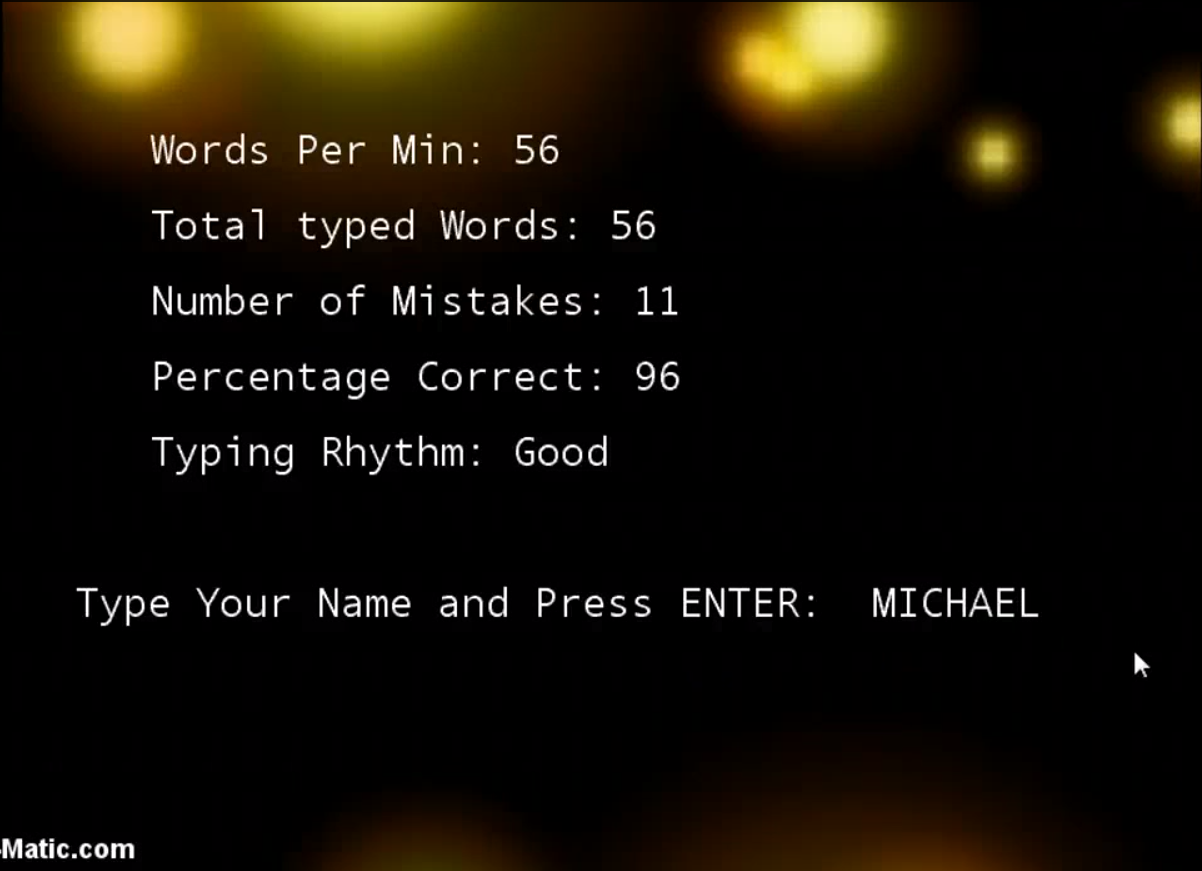 Words Per Min: 56
Total typed Words: 56
Number of Mistakes: 11
Percentage Correct: 96
Typing Rhythm: Good
Type Your Name and Press ENTER: MICHAEL
-Matic.com